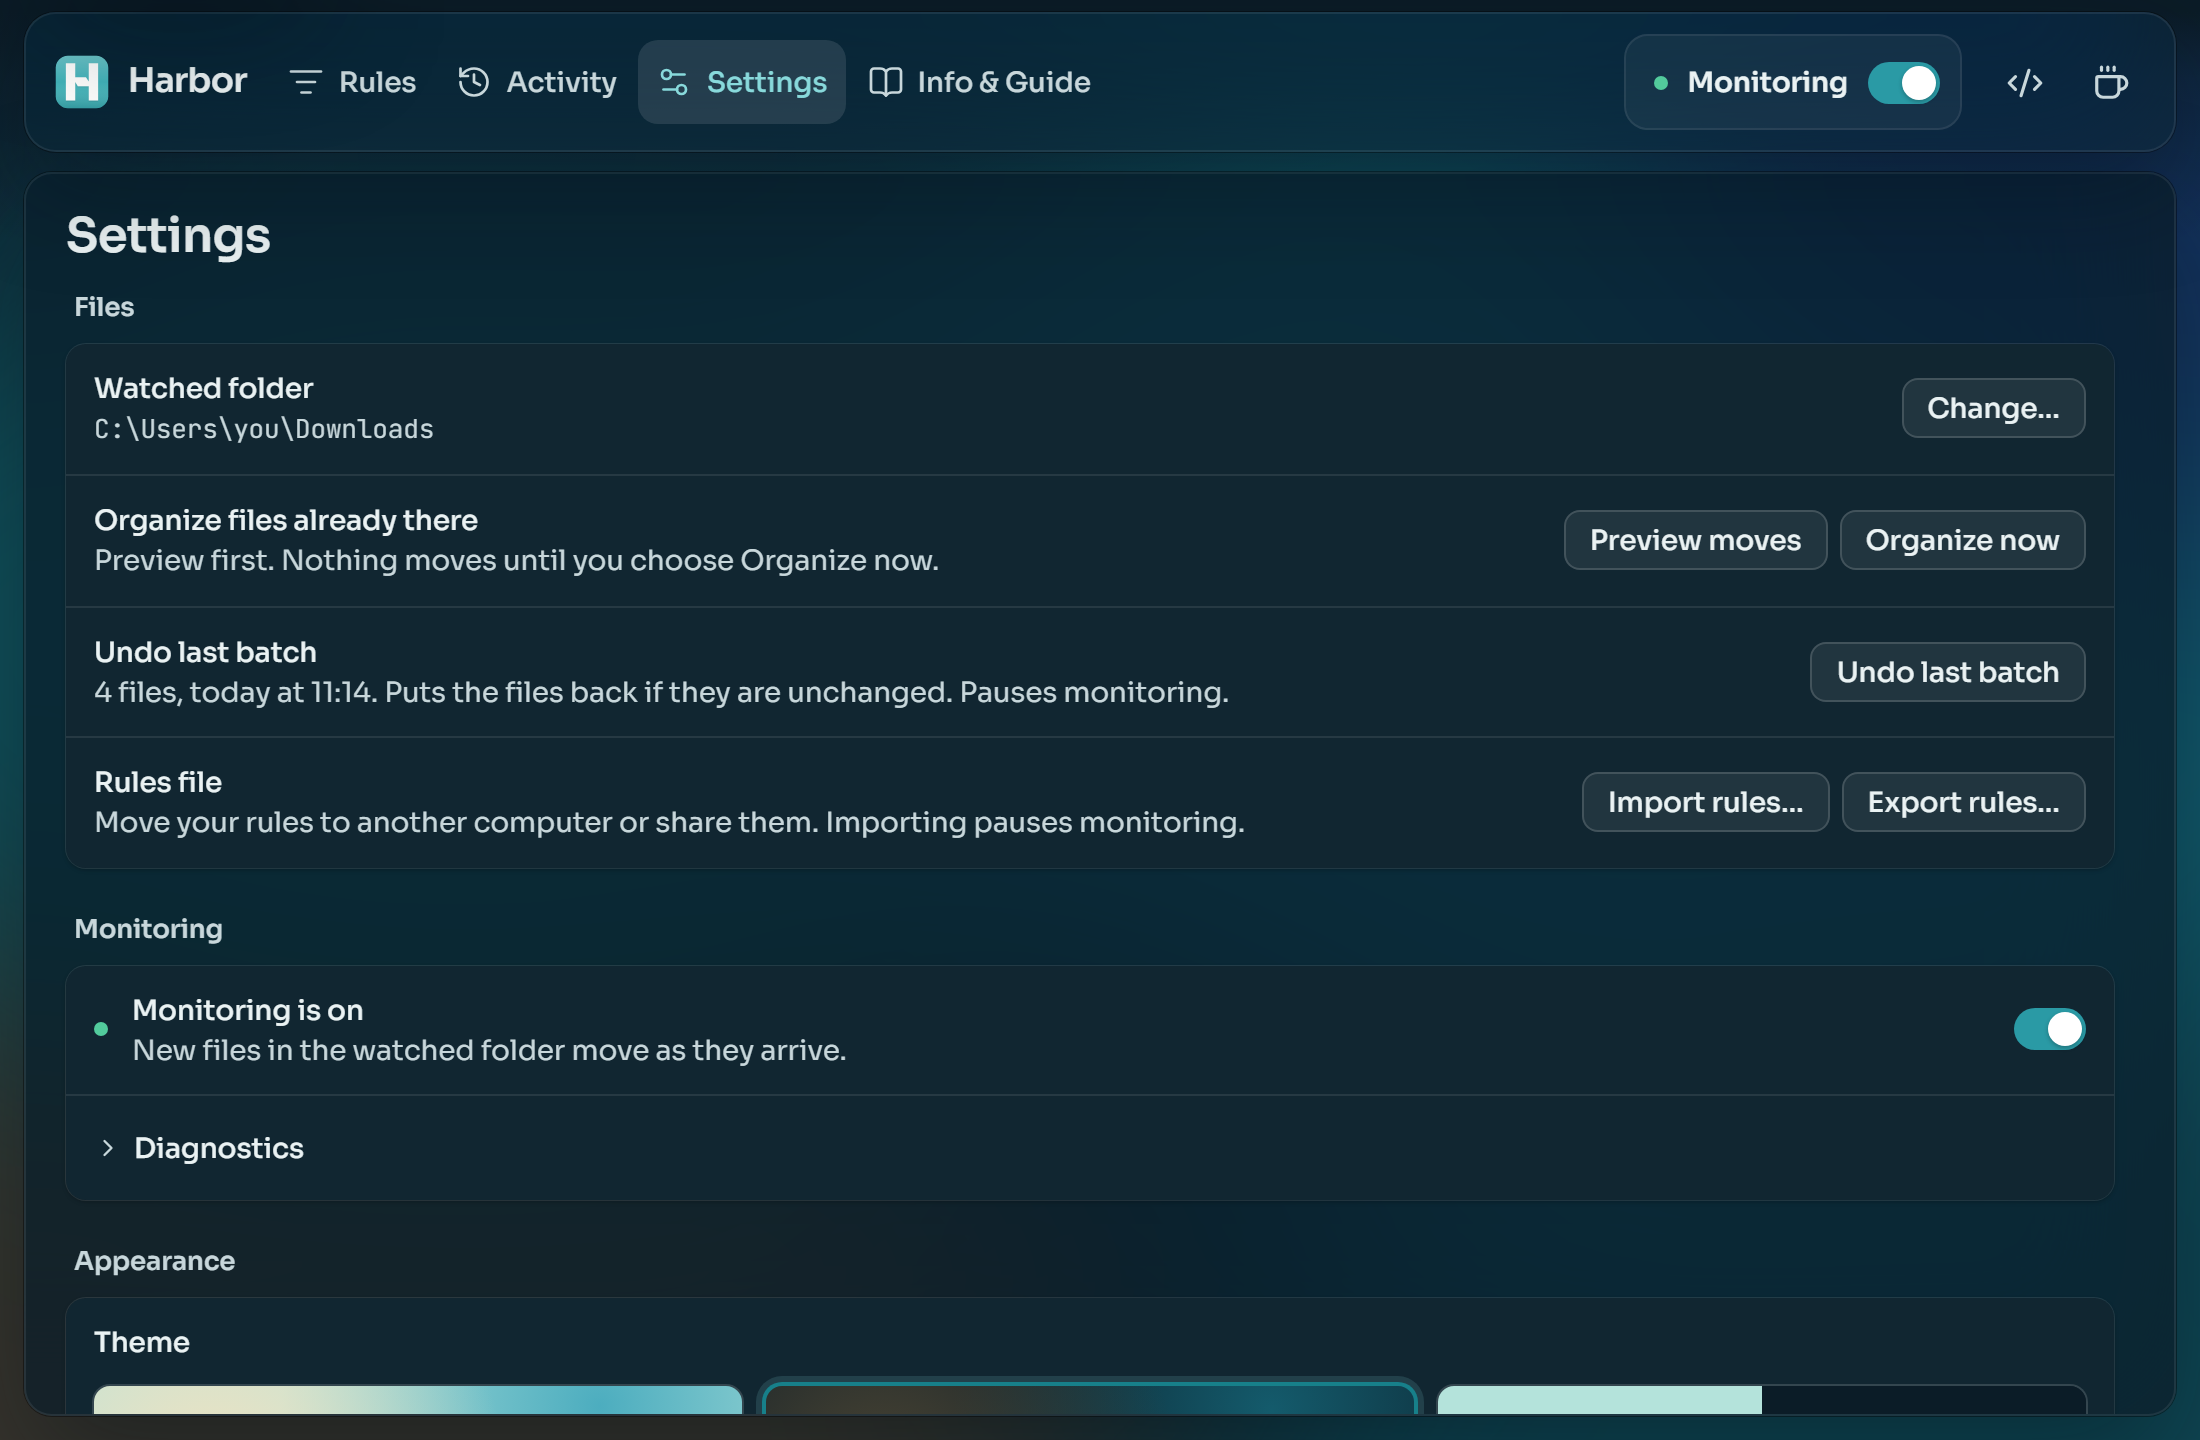 Harbor
Rules
Activity
Settings
Info & Guide
Monitoring
Settings
Files
Watched folder
C:\Users\you\Downloads
Change...
Organize files already there
Preview first. Nothing moves until you choose Organize now.
Preview moves
Organize now
Undo last batch
4 files, today at 11:14. Puts the files back if they are unchanged. Pauses monitoring.
Undo last batch
Rules file
Move your rules to another computer or share them. Importing pauses monitoring.
Import rules...
Export rules...
Monitoring
Monitoring is on
New files in the watched folder move as they arrive.
Diagnostics
Appearance
Theme